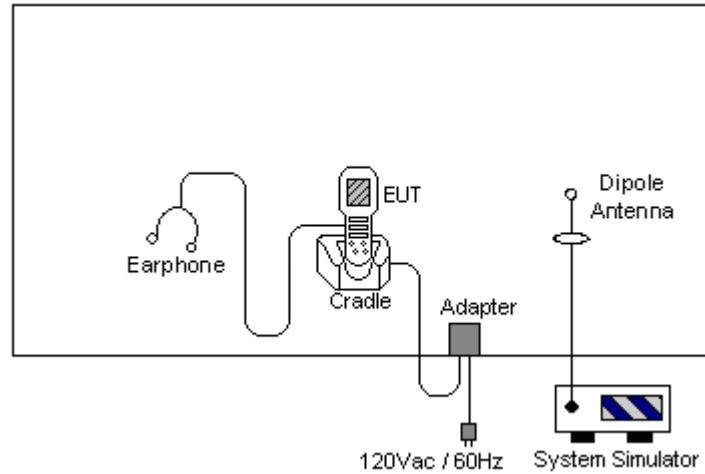 EUT
Dipole
Antenna
Earphone
Cradle
Adapter
120Vac / 60Hz
System Simulator